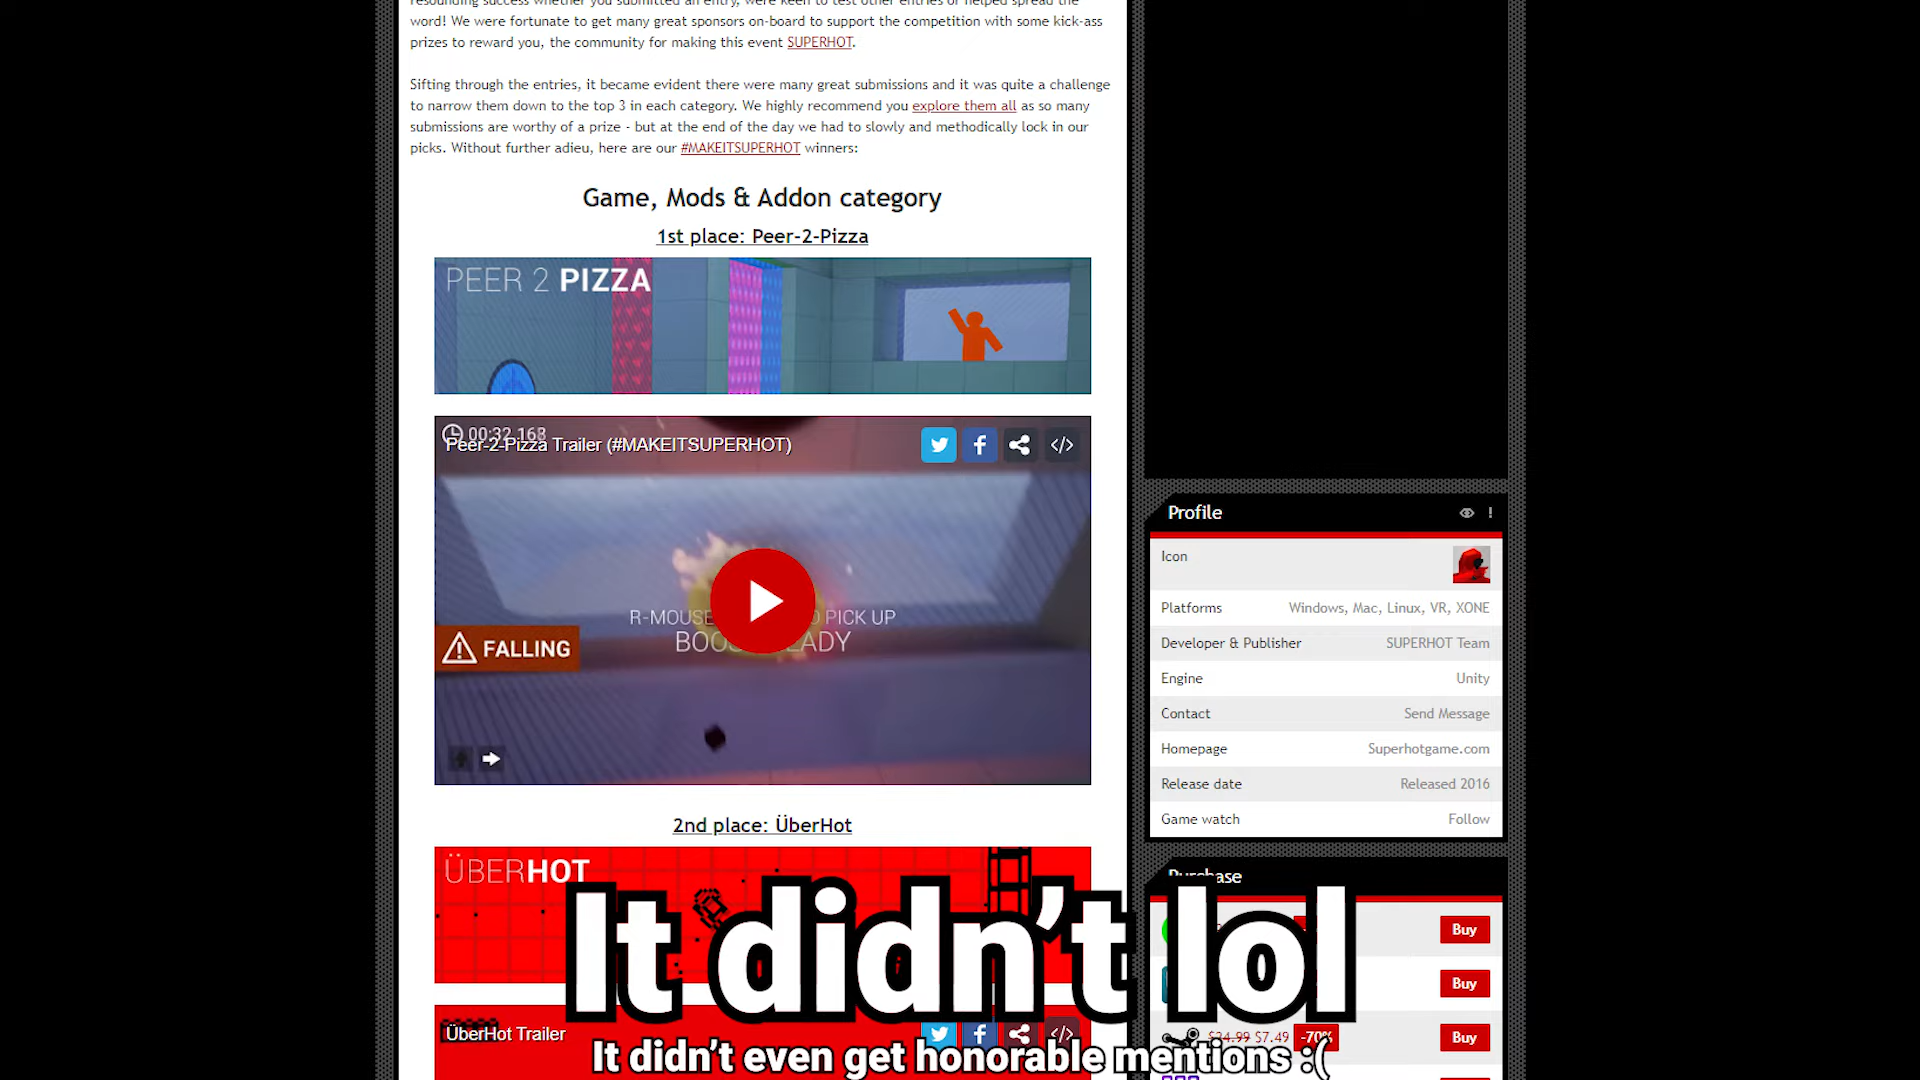 resounding success whether you submitted an entry, were keen to test other entries or helped spread the
word! We were fortunate to get many great sponsors on-board to support the competition with some kick-ass
prizes to reward you, the community for making this event SUPERHOT.
Sifting through the entries, it became evident there were many great submissions and it was quite a challenge
to narrow them down to the top 3 in each category. We highly recommend you explore them all as so many
submissions are worthy of a prize - but at the end of the day we had to slowly and methodically lock in our
picks. Without further adieu, here are our #MAKEITSUPERHOT winners:
Game, Mods & Addon category
1st place: Peer-2-Pizza
PEER 2 PIZZA
00:32.163
Peer-2-Pizza Trailer (#MAKEITSUPERHOT)
R-MOUSE PICK UP
FALLING
2nd place: ÜberHot
ÜBERHOT
ÜberHot Trailer
Profile
Icon
Platforms Windows, Mac, Linux, VR, XONE
Developer & Publisher SUPERHOT Team
Engine Unity
Contact Send Message
Homepage Superhotgame.com
Release date Released 2016
Game watch Follow
Purchase
Buy
Buy
$24.99 $7.49 -70% Buy
It didn't lol
It didn't even get honorable mentions :(